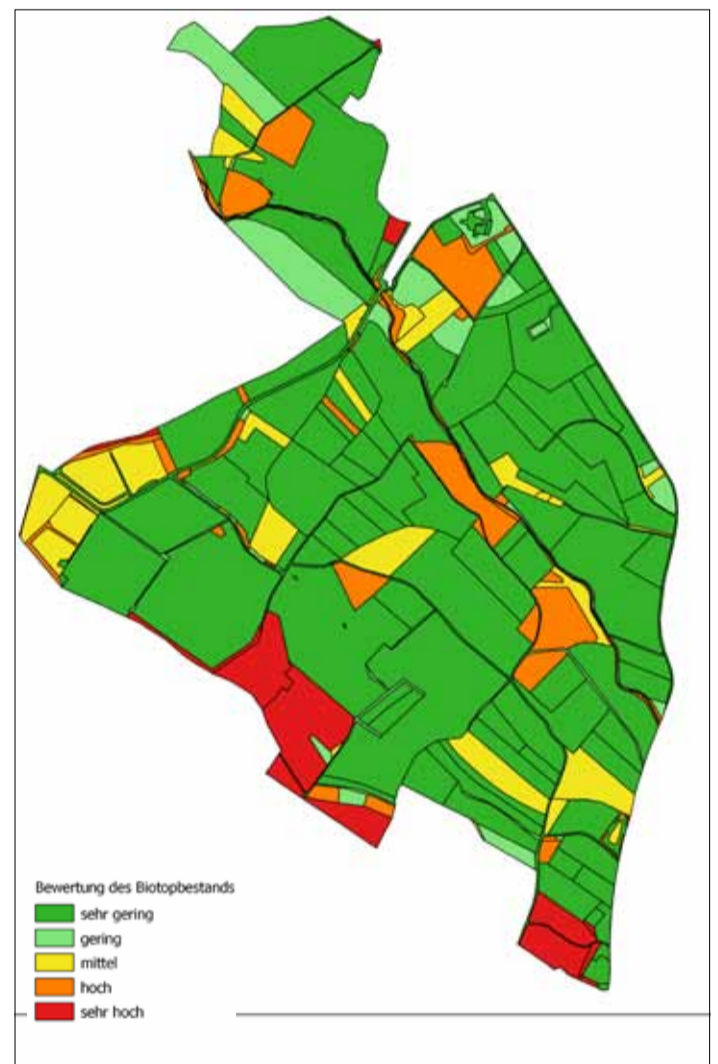 Bewertung des Biotopbestands
sehr gering
gering
mittel
hoch
sehr hoch